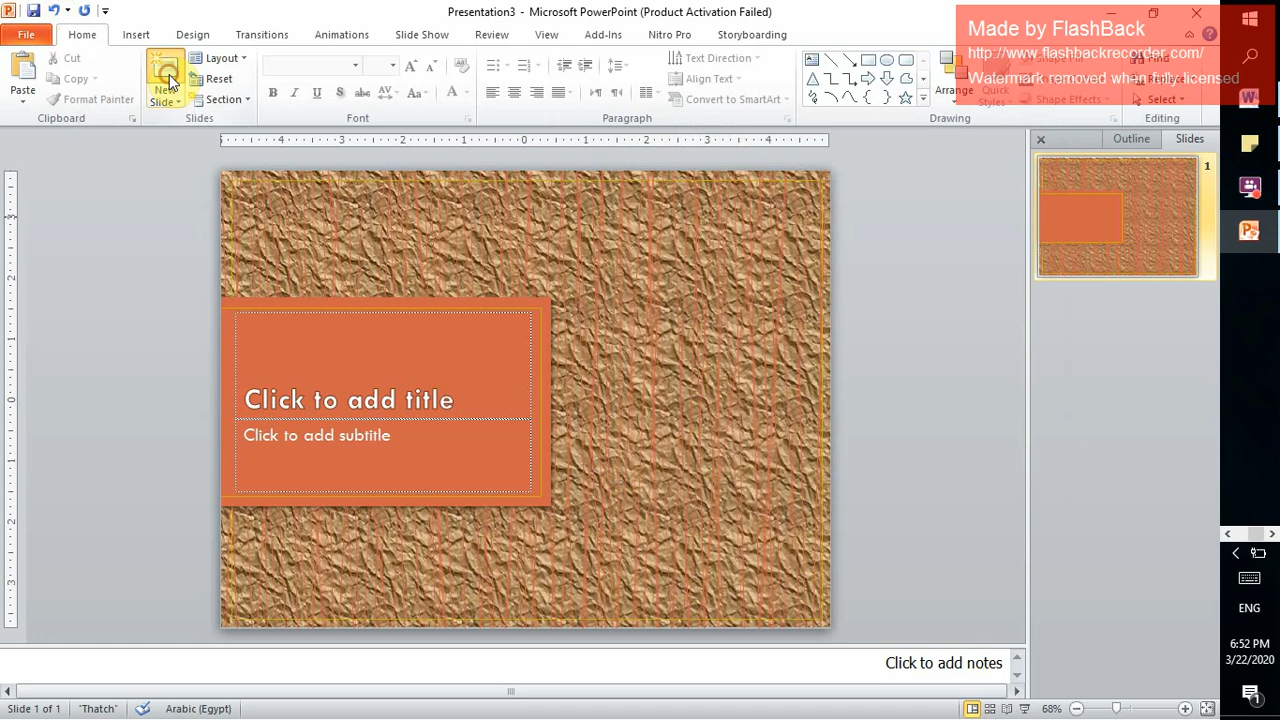 Presentation3 - Microsoft PowerPoint (Product Activation Failed)
Made by FlashBack
http://www.flashbackrecorder.com/
Watermark removed when fully licensed
File Home Insert Design Transitions Animations Slide Show Review View Add-Ins Nitro Pro Storyboarding
Paste
Cut
Copy
Format Painter
New Slide
Layout
Reset
Section
Text Direction
Align Text
Convert to SmartArt
Arrange
Quick Styles
Shape Effects
Find
Select
Clipboard Slides Font Paragraph Drawing Editing
Outline Slides
1
Click to add title
Click to add subtitle
Click to add notes
ENG
6:52 PM
3/22/2020
Slide 1 of 1 "Thatch" Arabic (Egypt) 68%